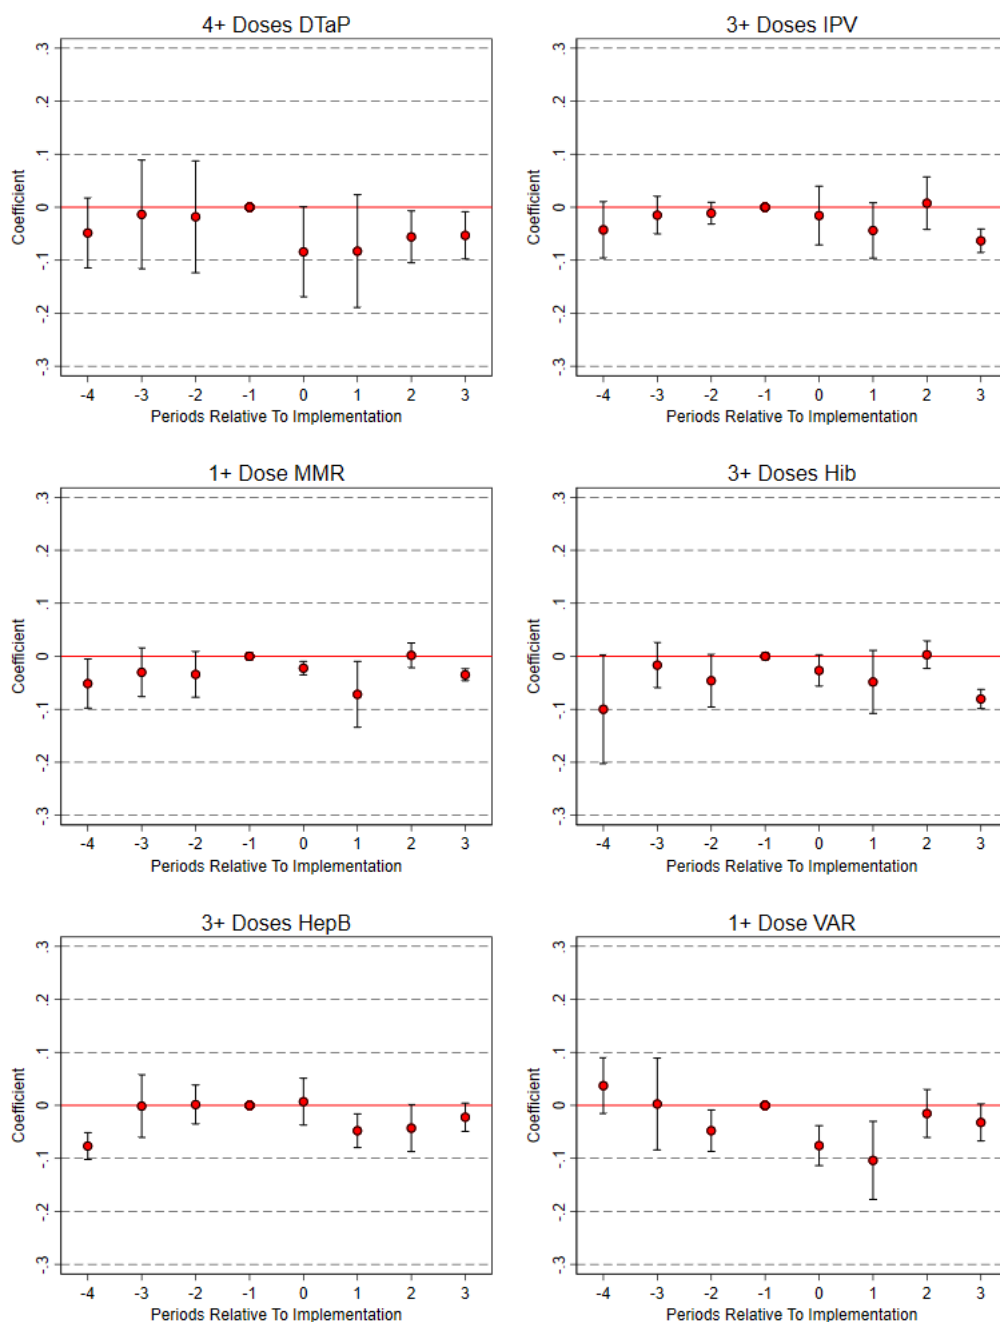 4+ Doses DTaP
.3
.2
.1
0
-.1
-.2
-.3
Coefficient
-4 -3 -2 -1 0 1 2 3
Periods Relative To Implementation
3+ Doses IPV
.3
.2
.1
0
-.1
-.2
-.3
Coefficient
-4 -3 -2 -1 0 1 2 3
Periods Relative To Implementation
1+ Dose MMR
.3
.2
.1
0
-.1
-.2
-.3
Coefficient
-4 -3 -2 -1 0 1 2 3
Periods Relative To Implementation
3+ Doses Hib
.3
.2
.1
0
-.1
-.2
-.3
Coefficient
-4 -3 -2 -1 0 1 2 3
Periods Relative To Implementation
3+ Doses HepB
.3
.2
.1
0
-.1
-.2
-.3
Coefficient
-4 -3 -2 -1 0 1 2 3
Periods Relative To Implementation
1+ Dose VAR
.3
.2
.1
0
-.1
-.2
-.3
Coefficient
-4 -3 -2 -1 0 1 2 3
Periods Relative To Implementation